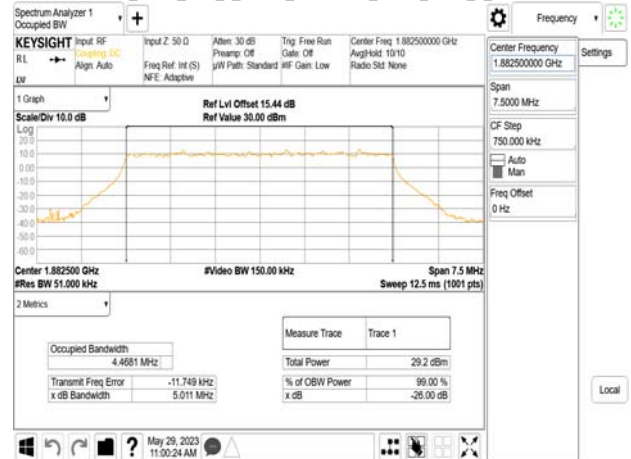 Spectrum Analyzer 1
Occupied BW
+
Frequency
KEYSIGHT
Input: RF
Coupling: DC
Align: Auto
Input Z: 50 Ω
Freq Ref: Int (S)
NFE: Adaptive
Atten: 30 dB
Preamp: Off
µW Path: Standard
Trig: Free Run
Gate: Off
#IF Gain: Low
Center Freq: 1.882500000 GHz
Avg|Hold: 10/10
Radio Std: None
RL
LXI
1 Graph
Scale/Div 10.0 dB
Ref Lvl Offset 15.44 dB
Ref Value 30.00 dBm
Log
20.0
10.0
0.00
-10.0
-20.0
-30.0
-40.0
-50.0
-60.0
Center 1.882500 GHz
#Video BW 150.00 kHz
Span 7.5 MHz
#Res BW 51.000 kHz
Sweep 12.5 ms (1001 pts)
2 Metrics
Measure Trace
Trace 1
Occupied Bandwidth
4.4681 MHz
Total Power
29.2 dBm
Transmit Freq Error
-11.749 kHz
% of OBW Power
99.00 %
x dB Bandwidth
5.011 MHz
x dB
-26.00 dB
Center Frequency
1.882500000 GHz
Settings
Span
7.5000 MHz
CF Step
750.000 kHz
Auto
Man
Freq Offset
0 Hz
Local
?
May 29, 2023
11:00:24 AM